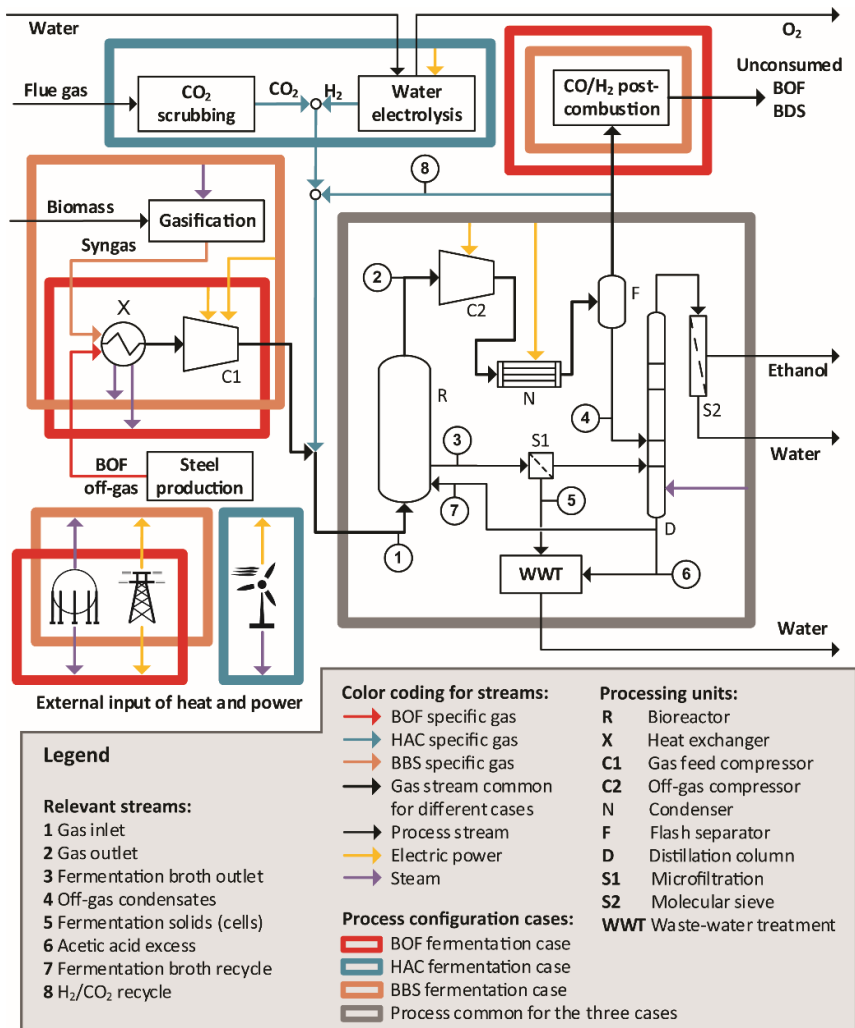 Water
O2
Flue gas
CO2 scrubbing
CO2
H2
Water electrolysis
CO/H2 post-combustion
Unconsumed
BOF
BDS
8
Biomass
Gasification
Syngas
X
C1
2
C2
F
N
R
Ethanol
S2
4
3
S1
Water
BOF
off-gas
Steel
production
7
5
D
1
WWT
6
Water
External input of heat and power
Legend
Relevant streams:
1 Gas inlet
2 Gas outlet
3 Fermentation broth outlet
4 Off-gas condensates
5 Fermentation solids (cells)
6 Acetic acid excess
7 Fermentation broth recycle
8 H2/CO2 recycle
Color coding for streams:
BOF specific gas
HAC specific gas
BBS specific gas
Gas stream common
for different cases
Process stream
Electric power
Steam
Process configuration cases:
BOF fermentation case
HAC fermentation case
BBS fermentation case
Process common for the three cases
Processing units:
R Bioreactor
X Heat exchanger
C1 Gas feed compressor
C2 Off-gas compressor
N Condenser
F Flash separator
D Distillation column
S1 Microfiltration
S2 Molecular sieve
WWT Waste-water treatment